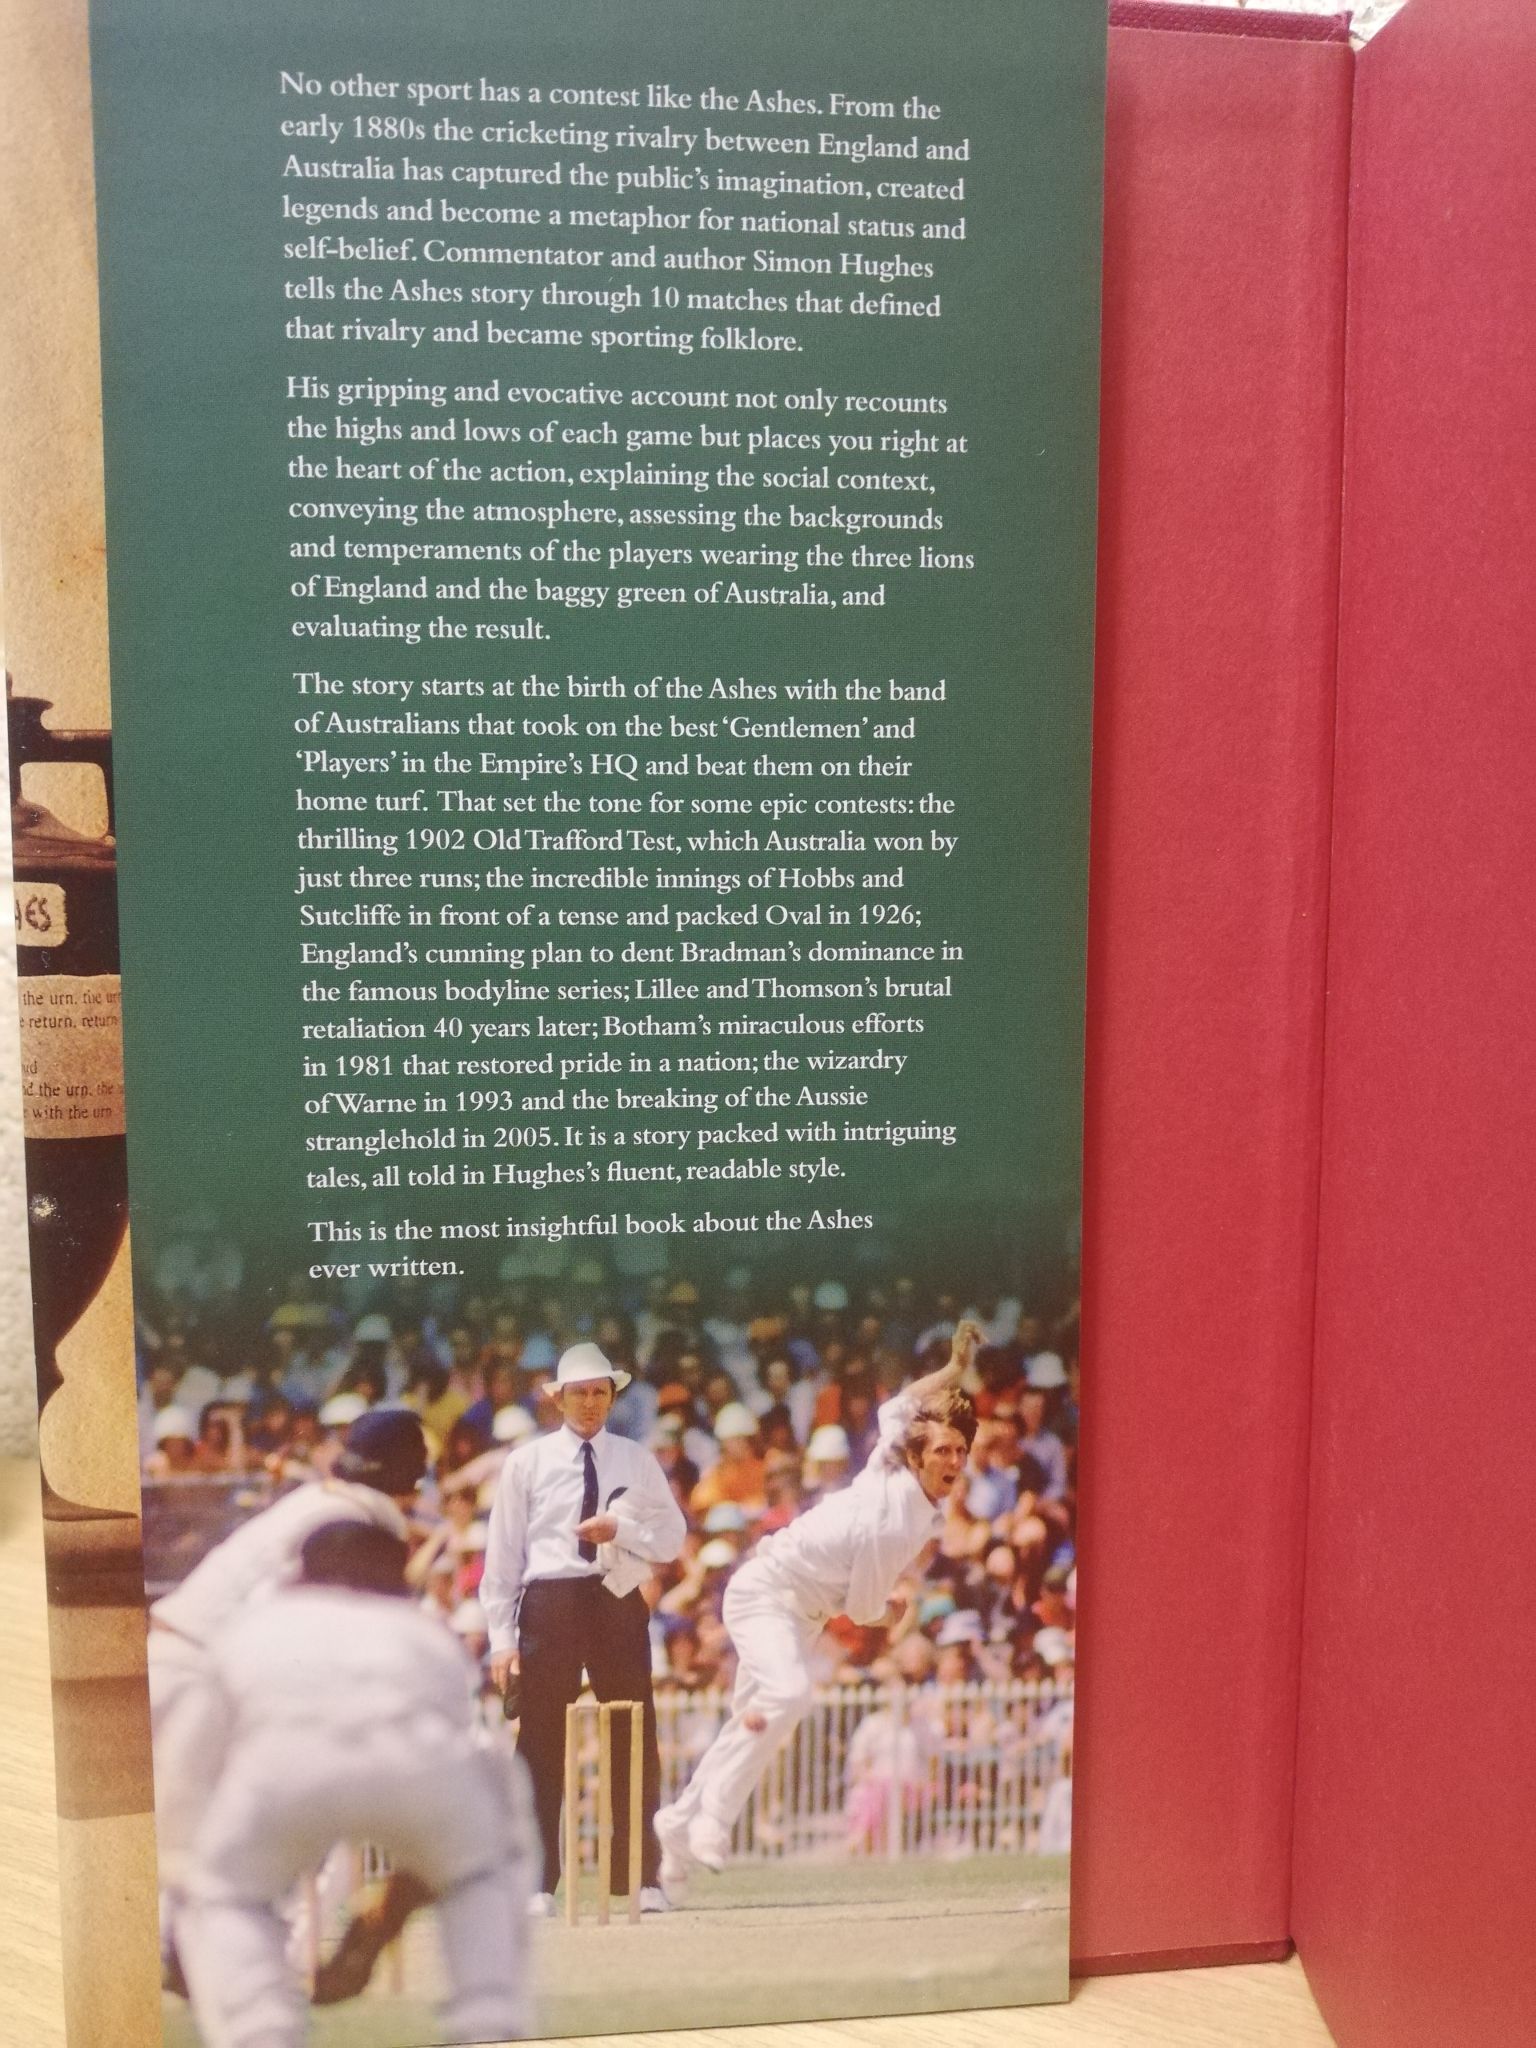 No other sport has a contest like the Ashes. From the
early 1880s the cricketing rivalry between England and
Australia has captured the public's imagination, created
legends and become a metaphor for national status and
self-belief. Commentator and author Simon Hughes
tells the Ashes story through 10 matches that defined
that rivalry and became sporting folklore.
His gripping and evocative account not only recounts
the highs and lows of each game but places you right at
the heart of the action, explaining the social context,
conveying the atmosphere, assessing the backgrounds
and temperaments of the players wearing the three lions
of England and the baggy green of Australia, and
evaluating the result.
The story starts at the birth of the Ashes with the band
of Australians that took on the best ‘Gentlemen’ and
‘Players’ in the Empire's HQ and beat them on their
home turf. That set the tone for some epic contests: the
thrilling 1902 Old Trafford Test, which Australia won by
just three runs; the incredible innings of Hobbs and
Sutcliffe in front of a tense and packed Oval in 1926;
England's cunning plan to dent Bradman's dominance in
the famous bodyline series; Lillee and Thomson's brutal
retaliation 40 years later; Botham's miraculous efforts
in 1981 that restored pride in a nation; the wizardry
of Warne in 1993 and the breaking of the Aussie
stranglehold in 2005. It is a story packed with intriguing
tales, all told in Hughes's fluent, readable style.
This is the most insightful book about the Ashes
ever written.
HES
the urn, the ur
return, return
the urn, the
with the urn